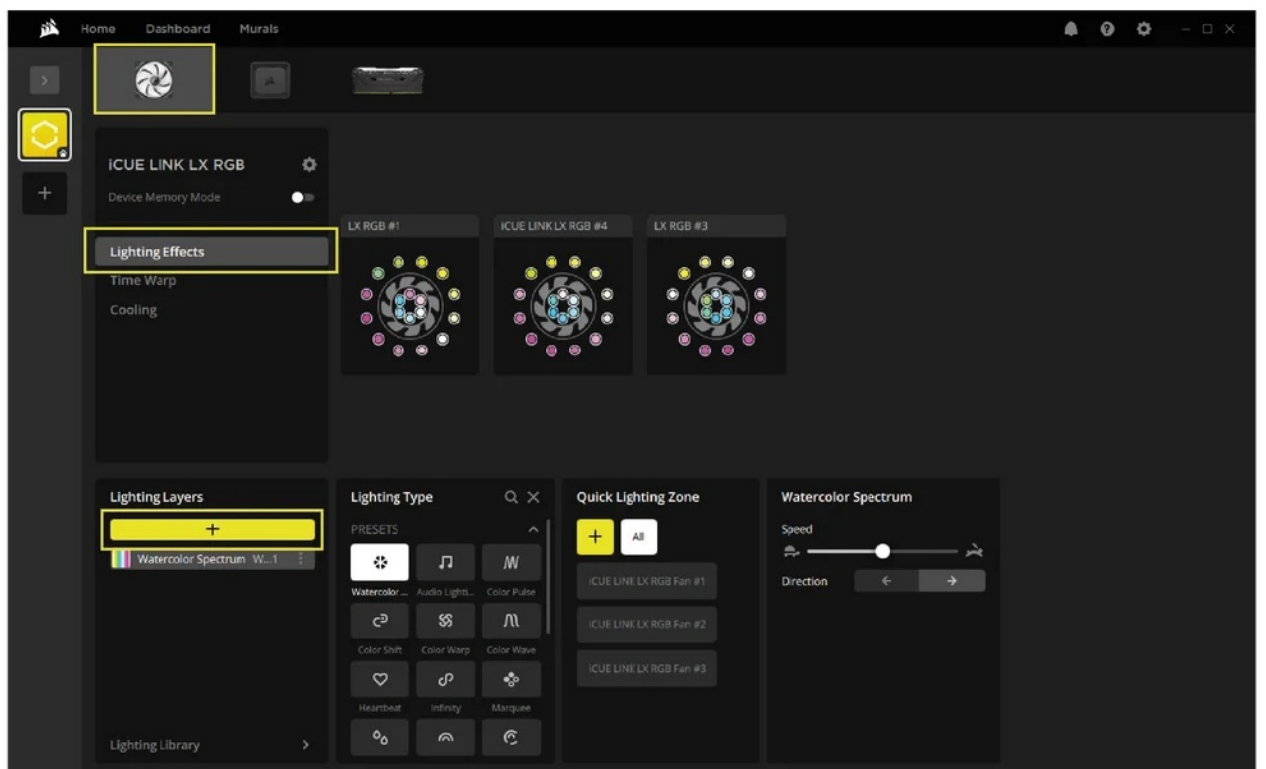 Home Dashboard Murals
iCUE LINK LX RGB
Device Memory Mode
Lighting Effects
Time Warp
Cooling
LX RGB #1
iCUE LINK LX RGB #4
LX RGB #3
Lighting Layers
+
Watercolor Spectrum W...1
Lighting Library
Lighting Type
PRESETS
Watercolor ... Audio Lighti... Color Pulse
Color Shift Color Warp Color Wave
Heartbeat Infinity Marquee
Quick Lighting Zone
+ All
iCUE LINK LX RGB Fan #1
iCUE LINK LX RGB Fan #2
iCUE LINK LX RGB Fan #3
Watercolor Spectrum
Speed
Direction